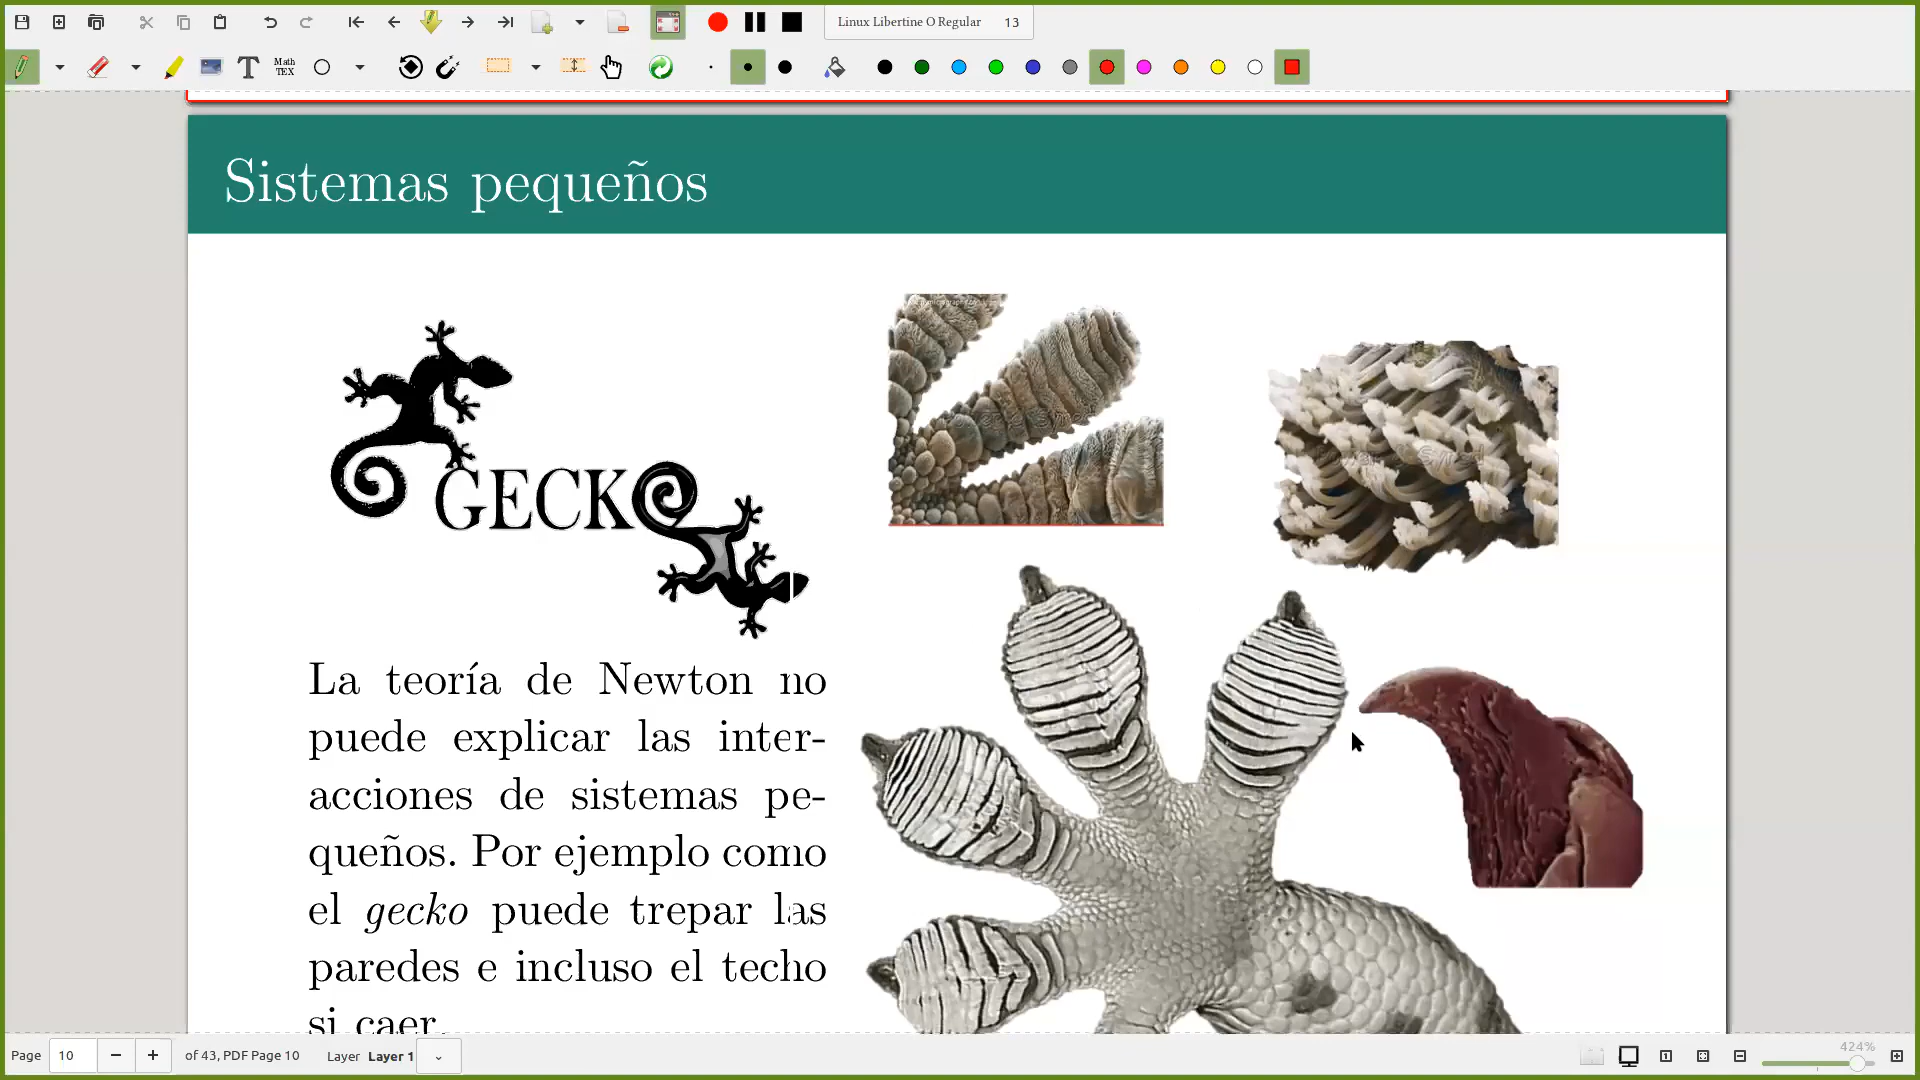 Linux Libertine O Regular 13
T Math TEX
Sistemas pequeños
GECKO
La teoría de Newton no
puede explicar las inter-
acciones de sistemas pe-
queños. Por ejemplo como
el gecko puede trepar las
paredes e incluso el techo
si caer.
Page 10 of 43, PDF Page 10 Layer Layer 1 424%